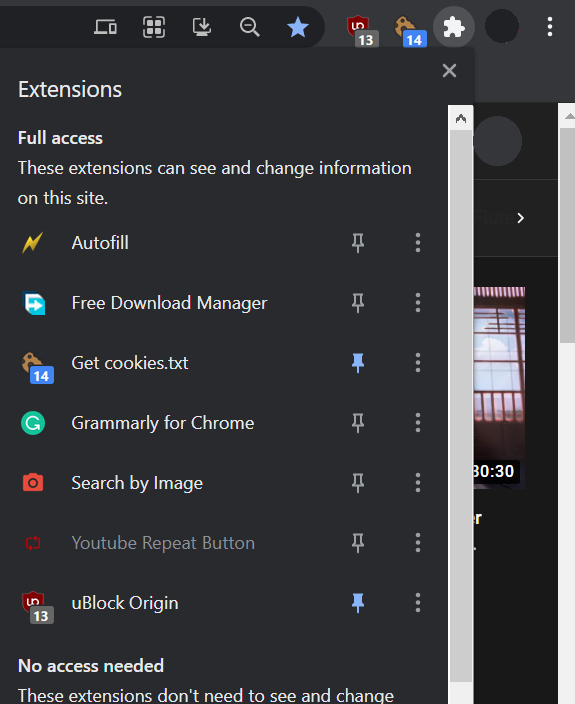 13
14
Extensions
Full access
These extensions can see and change information
on this site.
Autofill
Free Download Manager
Get cookies.txt
14
Grammarly for Chrome
Search by Image
30:30
Youtube Repeat Button
uBlock Origin
13
No access needed
These extensions don't need to see and change